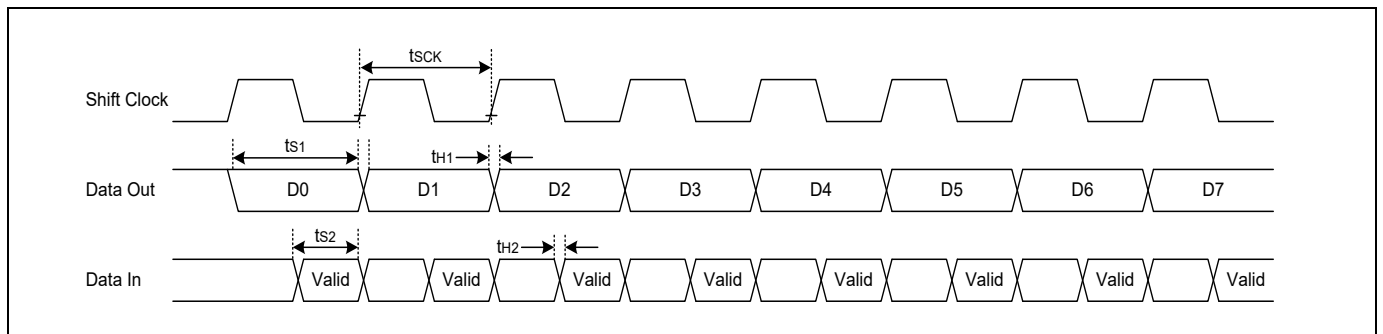 tSCK
Shift Clock
tS1
tH1
Data Out D0 D1 D2 D3 D4 D5 D6 D7
tS2
tH2
Data In Valid Valid Valid Valid Valid Valid Valid Valid